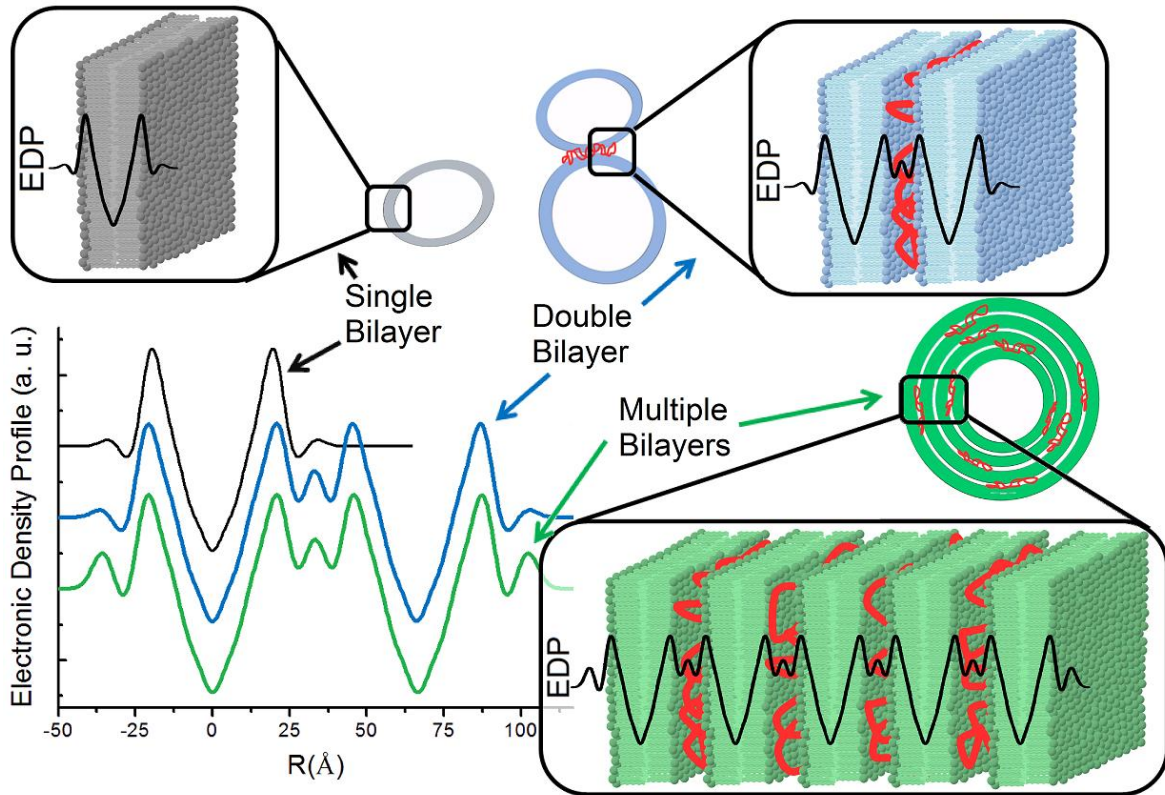 EDP
EDP
Single
Bilayer
Double
Bilayer
Multiple
Bilayers
Electronic Density Profile (a. u.)
-50
-25
0
25
50
75
100
R(Å)
EDP